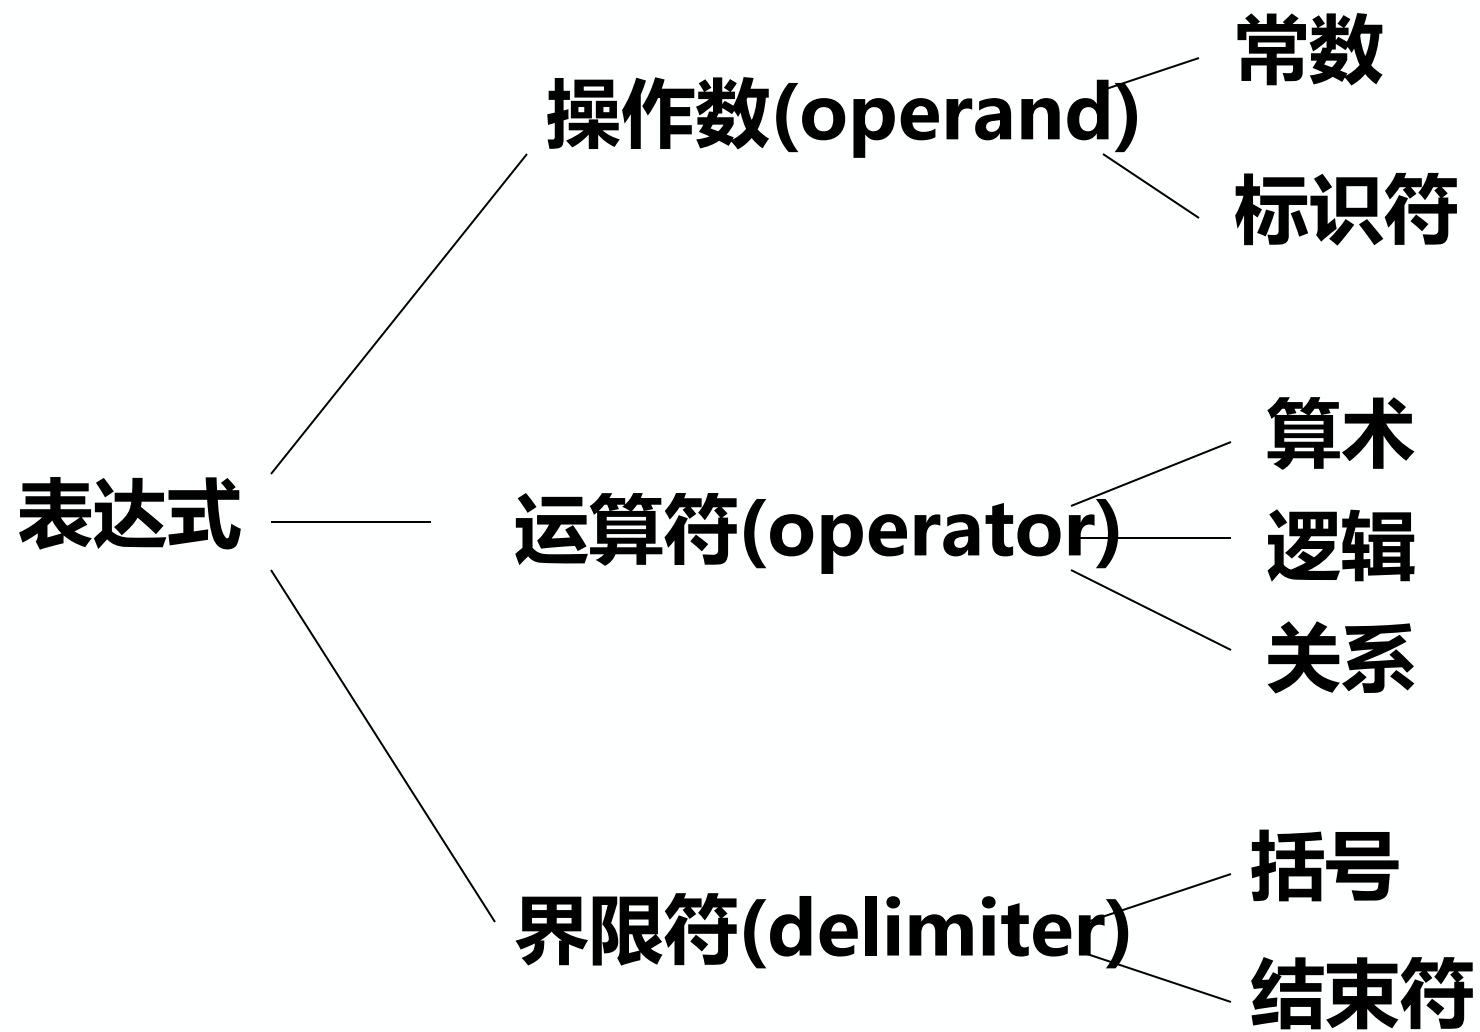 常数
操作数(operand)
标识符
算术
表达式
运算符(operator)
逻辑
关系
括号
界限符(delimiter)
结束符